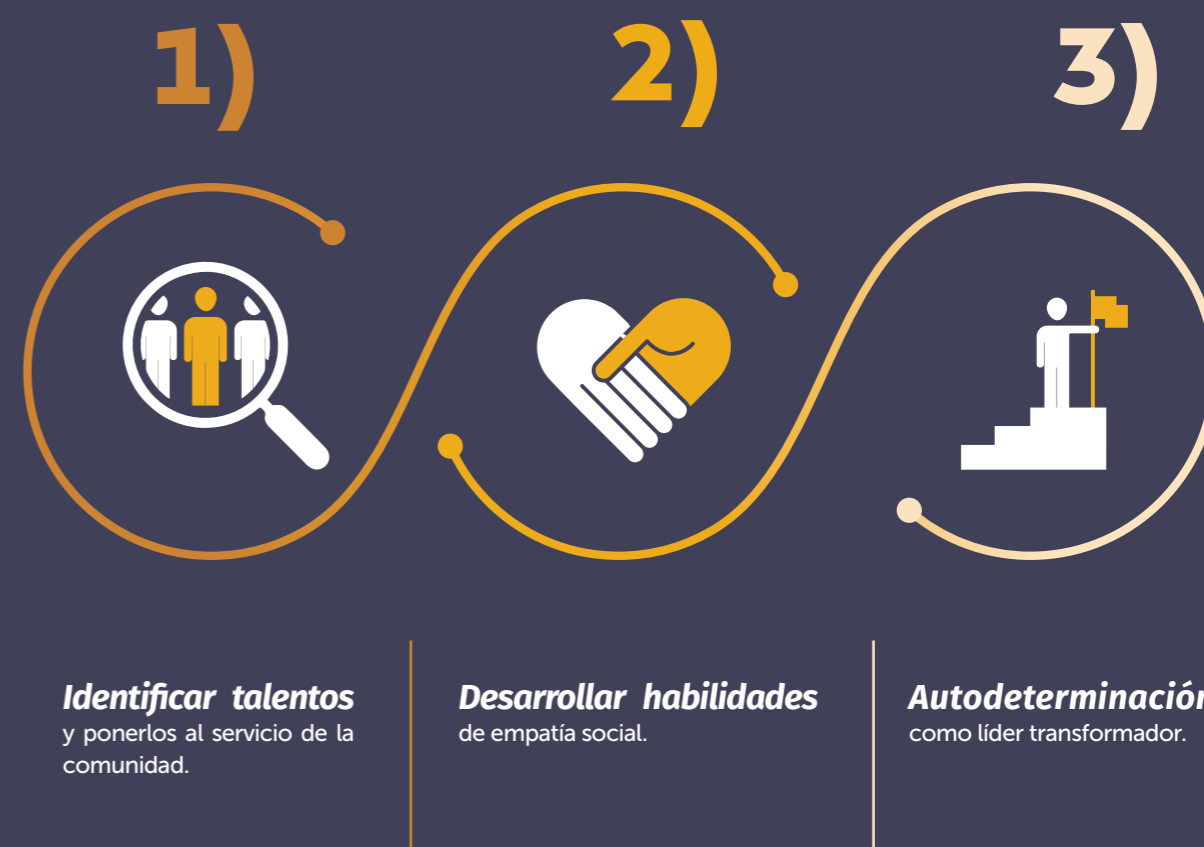 1)
2)
3)
Identificar talentos
y ponerlos al servicio de la
comunidad.
Desarrollar habilidades
de empatía social.
Autodeterminación
como líder transformador.